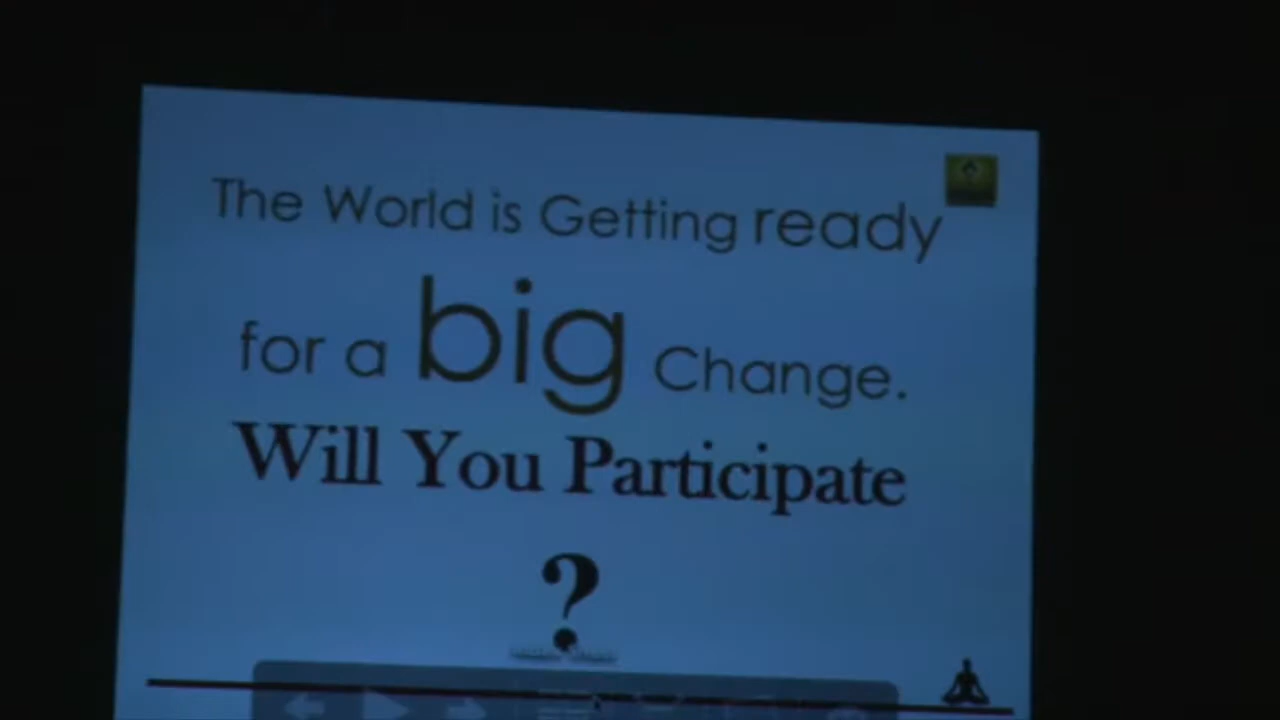 The World is Getting ready
for a big Change.
Will You Participate
?